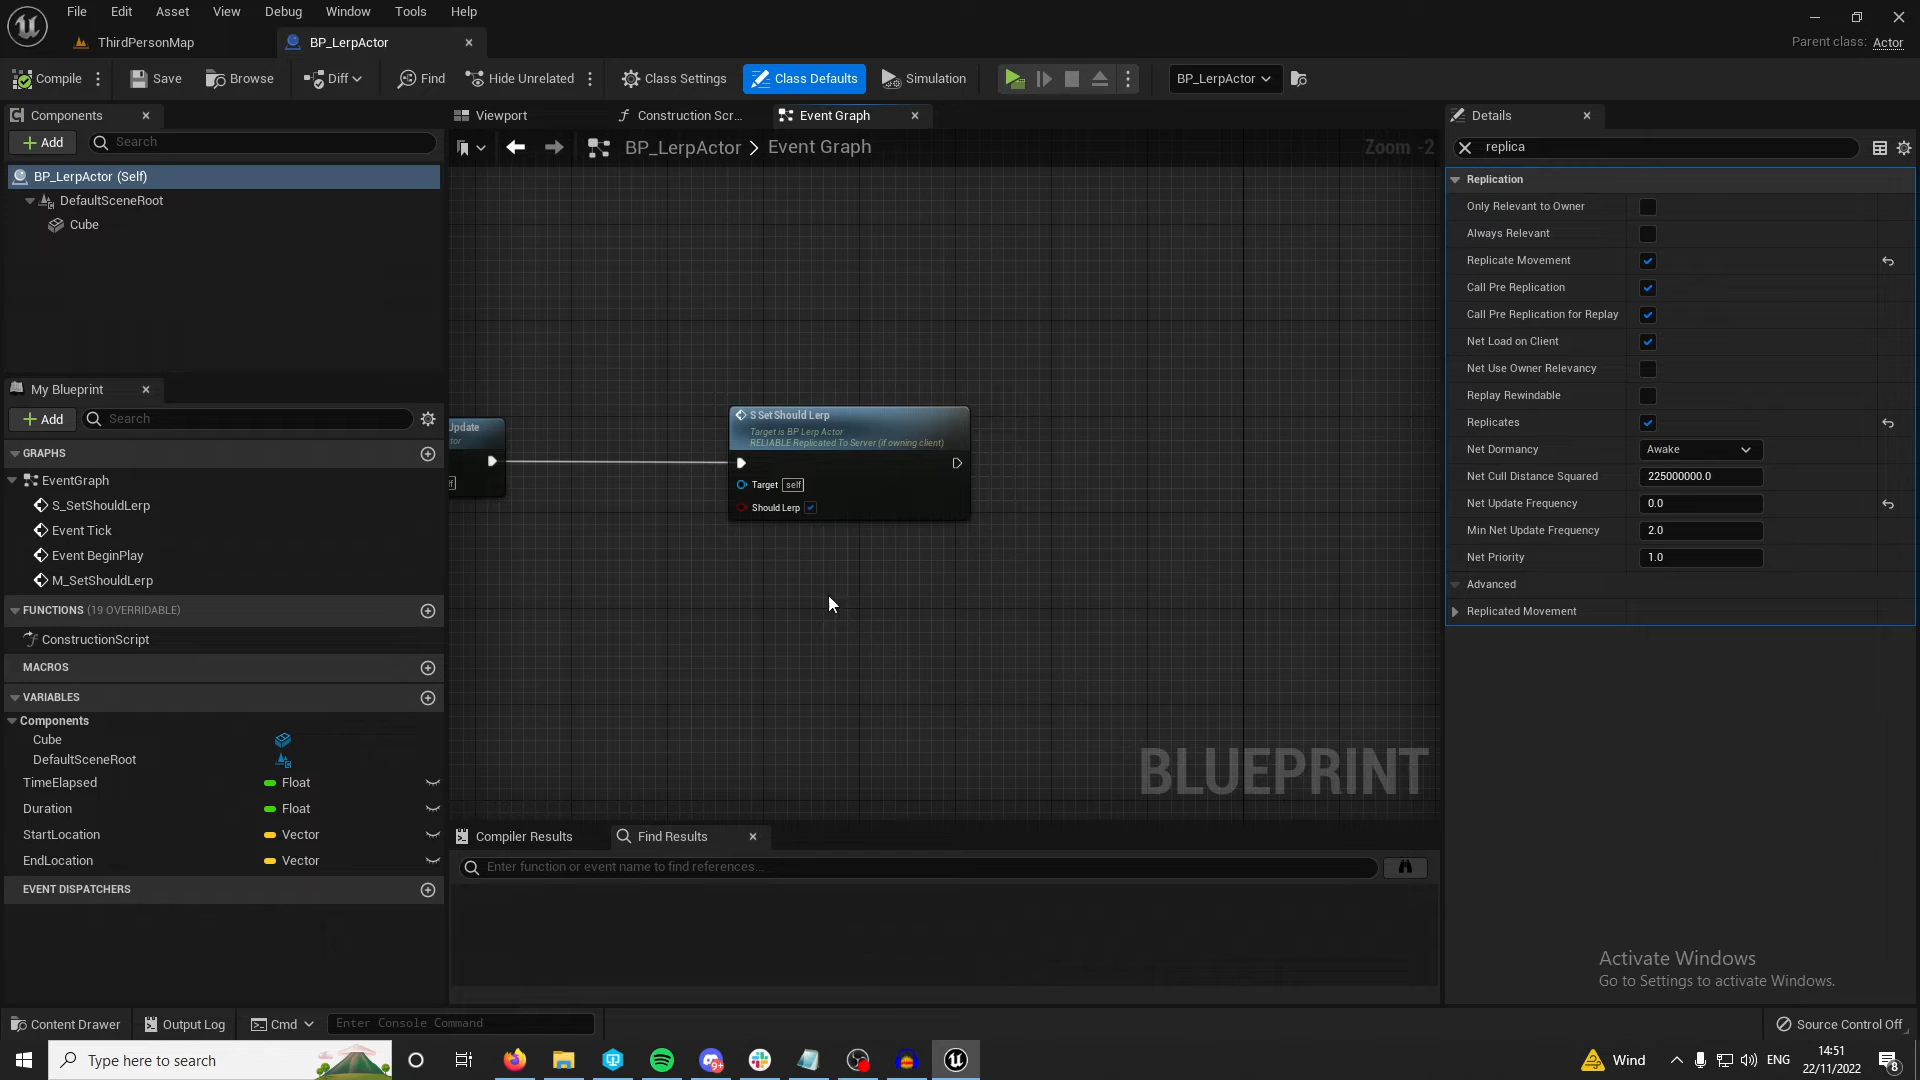 File Edit Asset View Debug Window Tools Help
ThirdPersonMap
BP_LerpActor
Parent class: Actor
Compile
Save
Browse
Diff
Find
Hide Unrelated
Class Settings
Class Defaults
Simulation
BP_LerpActor
Components
Add
Search
BP_LerpActor (Self)
DefaultSceneRoot
Cube
My Blueprint
Add
Search
GRAPHS
EventGraph
S_SetShouldLerp
Event Tick
Event BeginPlay
M_SetShouldLerp
FUNCTIONS (19 OVERRIDABLE)
ConstructionScript
MACROS
VARIABLES
Components
Cube
DefaultSceneRoot
TimeElapsed Float
Duration Float
StartLocation Vector
EndLocation Vector
EVENT DISPATCHERS
Viewport
Construction Scr...
Event Graph
BP_LerpActor > Event Graph
Zoom -2
Update
tor
S Set Should Lerp
Target is BP Lerp Actor
RELIABLE Replicated To Server (if owning client)
Target self
Should Lerp
BLUEPRINT
Compiler Results
Find Results
Enter function or event name to find references...
Details
replica
Replication
Only Relevant to Owner
Always Relevant
Replicate Movement
Call Pre Replication
Call Pre Replication for Replay
Net Load on Client
Net Use Owner Relevancy
Replay Rewindable
Replicates
Net Dormancy Awake
Net Cull Distance Squared 225000000.0
Net Update Frequency 0.0
Min Net Update Frequency 2.0
Net Priority 1.0
Advanced
Replicated Movement
Activate Windows
Go to Settings to activate Windows.
Content Drawer
Output Log
Cmd
Enter Console Command
Source Control Off
Type here to search
9+
Wind
ENG
14:51
22/11/2022
8